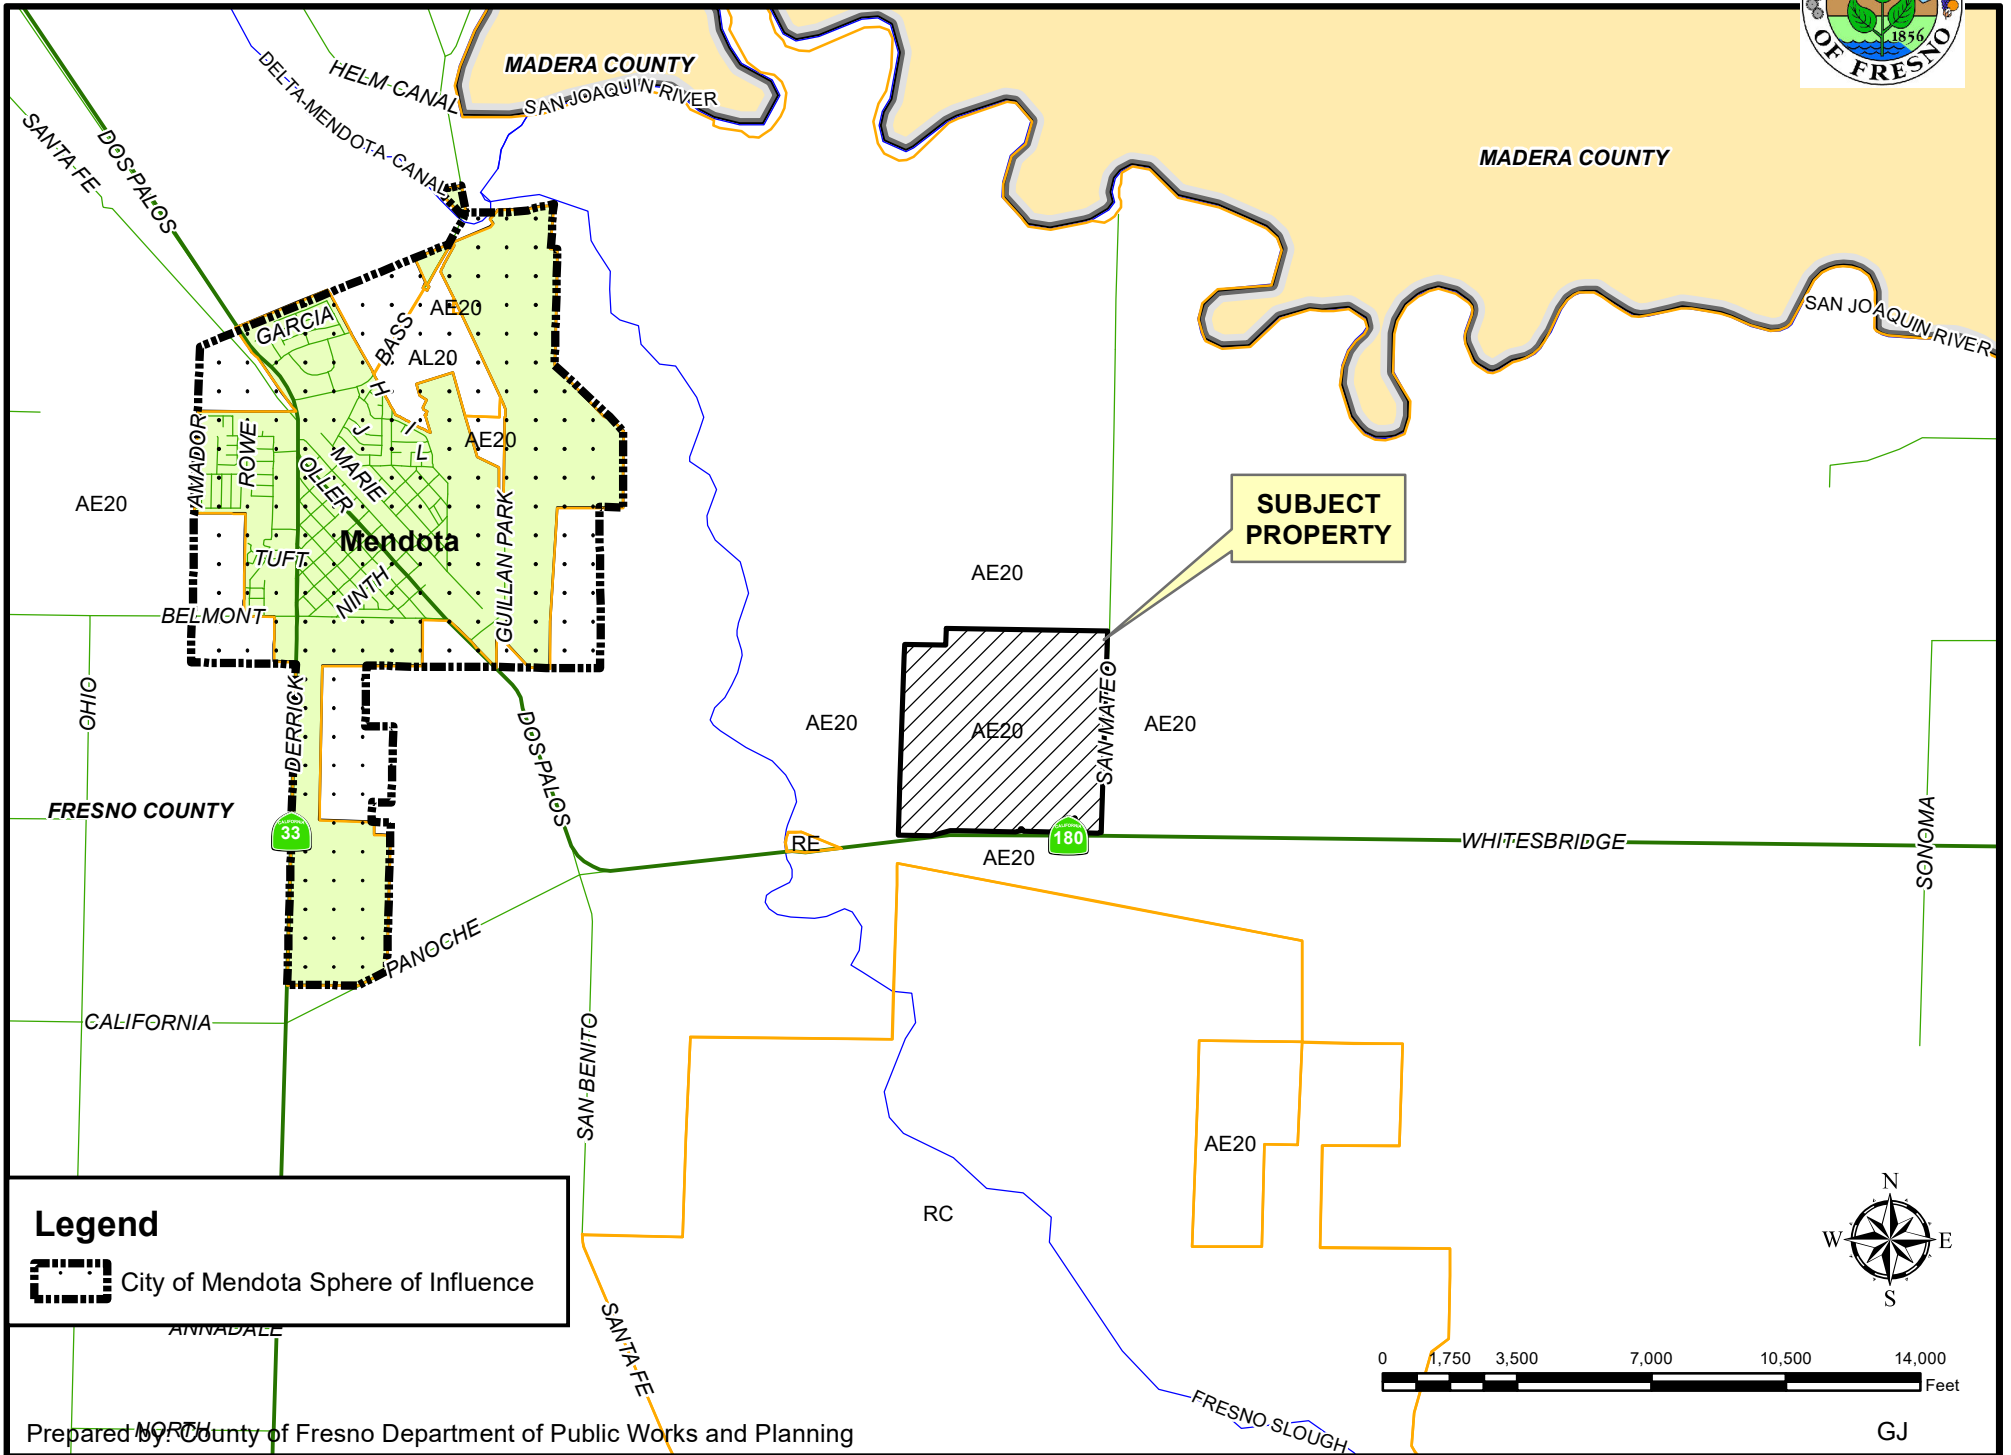 1856
OF FRESNO
MADERA COUNTY
HELM CANAL
DELTA-MENDOTA CANAL
SAN JOAQUIN RIVER
SANTA FE
DOS PALOS
MADERA COUNTY
SAN JOAQUIN RIVER
GARCIA
BASS
AE20
AL20
H
I
J
L
AE20
AMADOR
ROWE
MARIE
OLLER
AE20
GUILLAN PARK
Mendota
TUFT
NINTH
BELMONT
SUBJECT
PROPERTY
AE20
OHIO
DERRICK
DOS PALOS
AE20
AE20
SAN MATEO
AE20
FRESNO COUNTY
CALIFORNIA
33
RE
CALIFORNIA
180
AE20
WHITESBRIDGE
SONOMA
PANOCHE
CALIFORNIA
SAN BENITO
AE20
RC
Legend
City of Mendota Sphere of Influence
ANNADALE
SANTA FE
N
W
E
S
0 1,750 3,500 7,000 10,500 14,000
Feet
FRESNO SLOUGH
NORTH
Prepared by: County of Fresno Department of Public Works and Planning
GJ